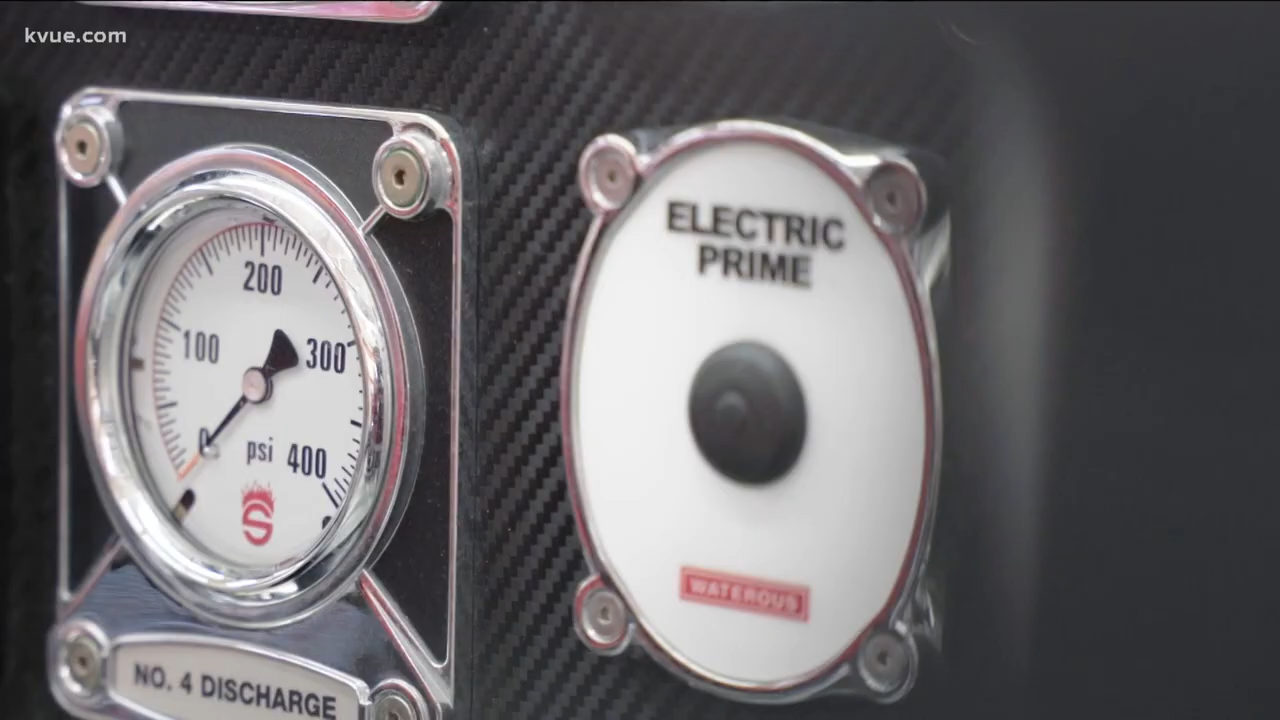 kvue.com
200
100
300
0
psi 400
S
NO. 4 DISCHARGE
ELECTRIC
PRIME
WATEROUS